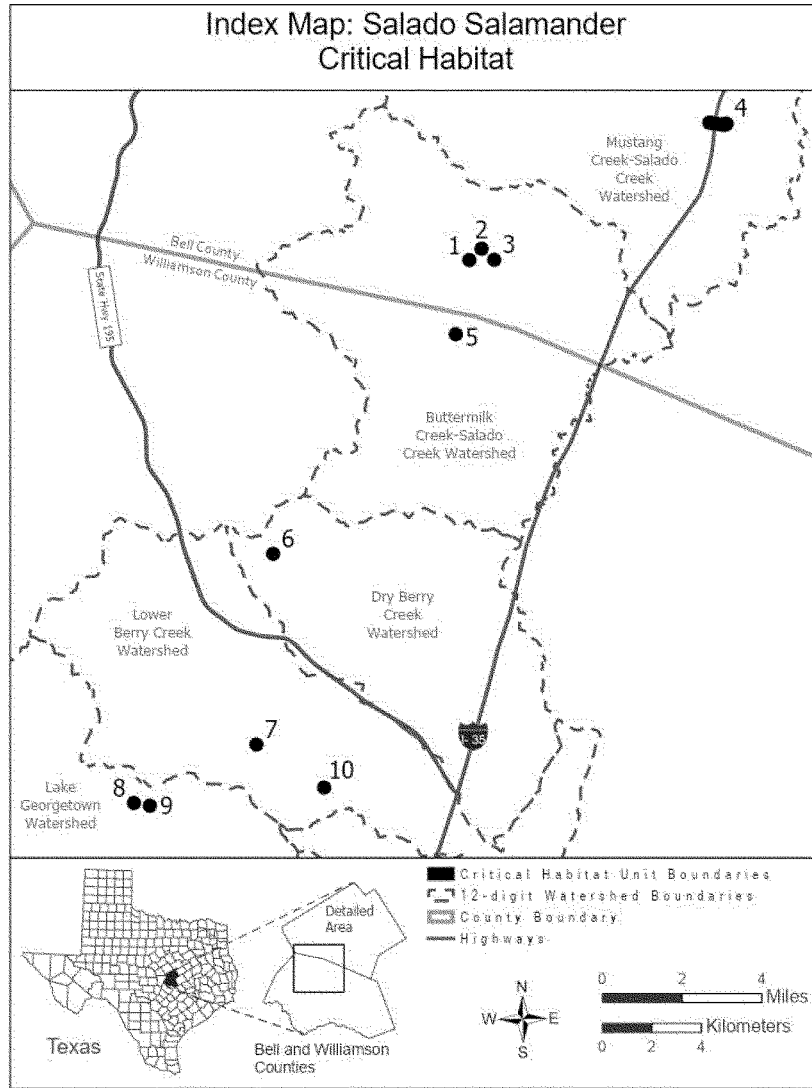 Index Map: Salado Salamander
Critical Habitat
4
Mustang
Creek-Salado
Creek
Watershed
2
1
3
Bell County
Williamson County
State Hwy 195
5
Buttermilk
Creek-Salado
Creek Watershed
6
Dry Berry
Creek
Watershed
Lower
Berry Creek
Watershed
I-35
7
10
8
9
Lake
Georgetown
Watershed
Critical Habitat Unit Boundaries
12-digit Watershed Boundaries
County Boundary
Highways
Detailed
Area
Texas
Bell and Williamson
Counties
N
W
E
S
0 2 4
Miles
Kilometers
0 2 4